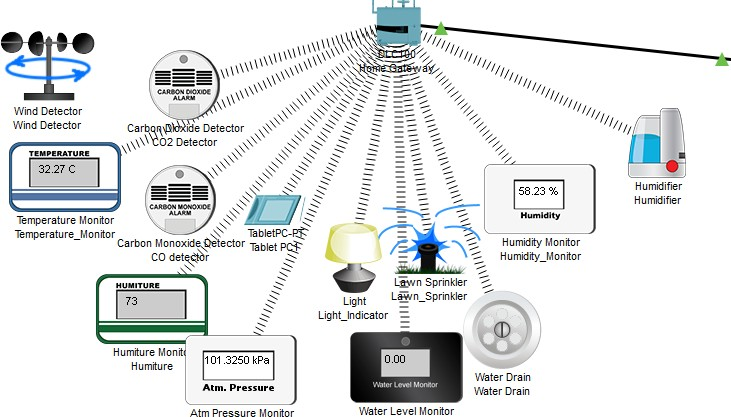 DLC100
Home Gateway
Wind Detector
Wind Detector
CARBON DIOXIDE
ALARM
Carbon Dioxide Detector
CO2 Detector
TEMPERATURE
32.27 C
Temperature Monitor
Temperature_Monitor
CARBON MONOXIDE
ALARM
Carbon Monoxide Detector
CO detector
TabletPC-PT
Tablet PC1
58.23 %
Humidity
Humidity Monitor
Humidity_Monitor
Humidifier
Humidifier
HUMITURE
73
Humiture Monitor
Humiture
Light
Light_Indicator
Lawn Sprinkler
Lawn_Sprinkler
101.3250 kPa
Atm. Pressure
Atm Pressure Monitor
0.00
Water Level Monitor
Water Level Monitor
Water Drain
Water Drain